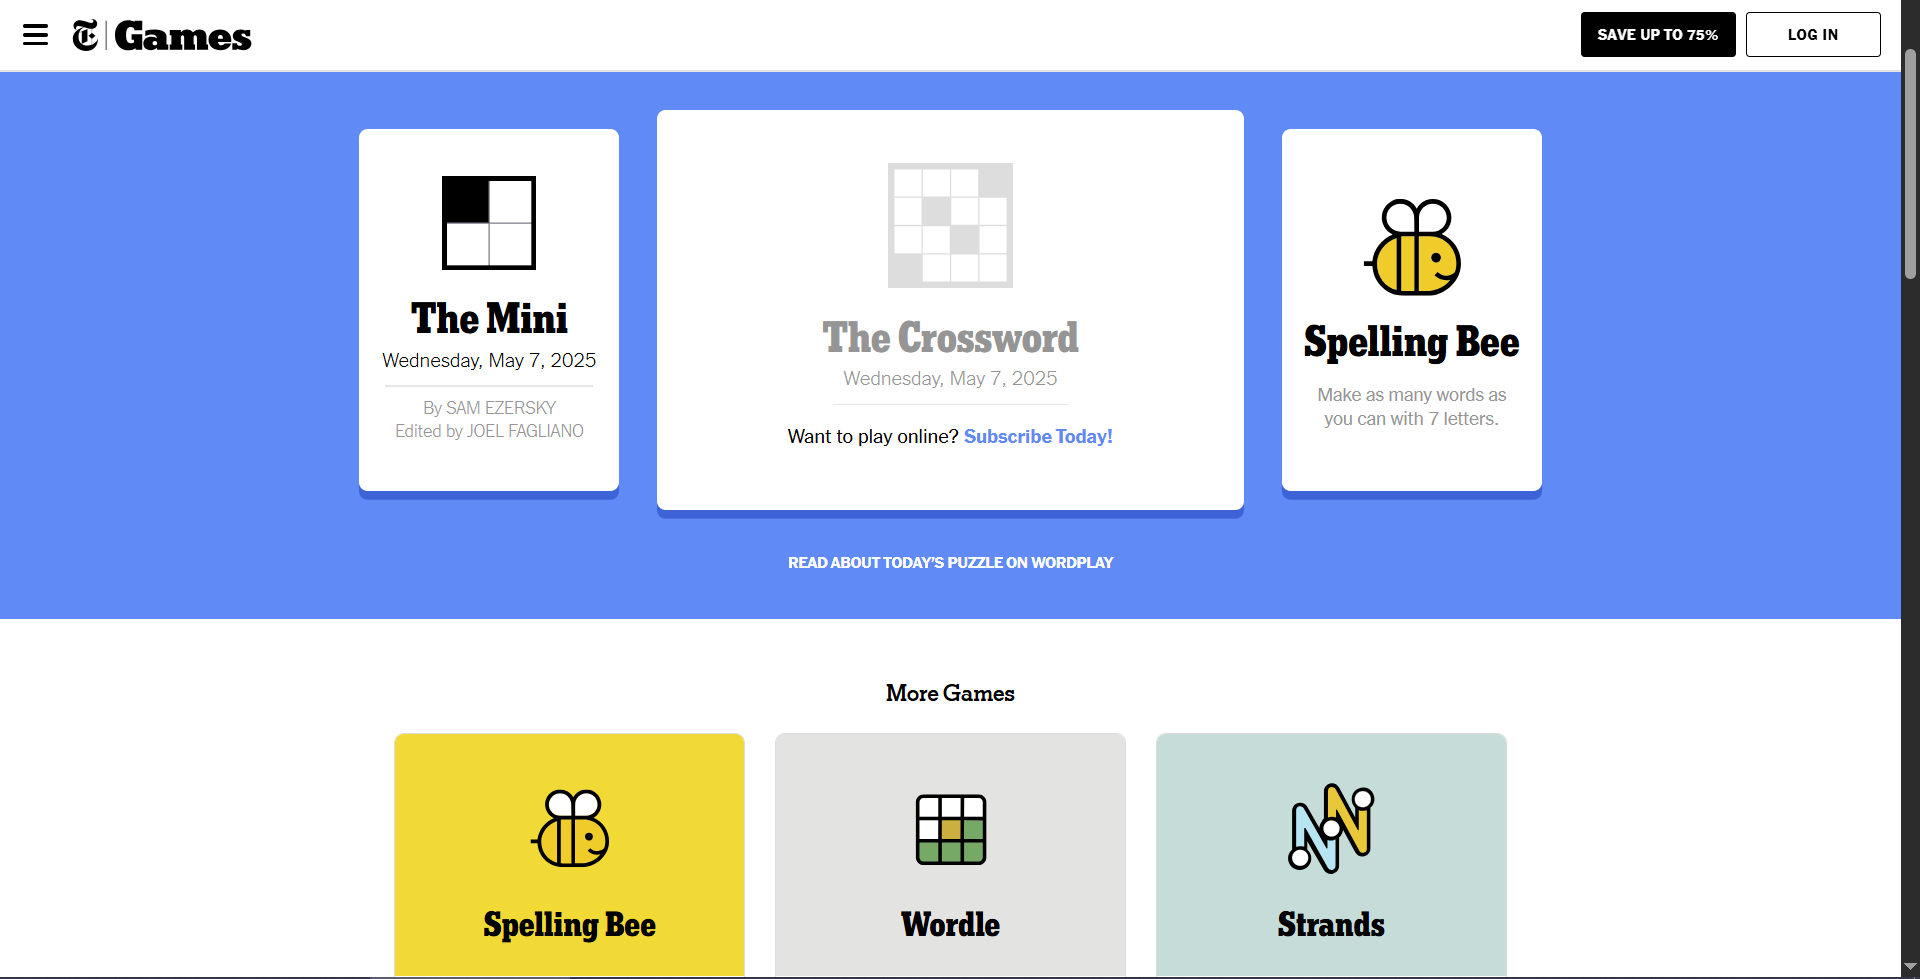 Games
SAVE UP TO 75%
LOG IN
The Mini
Wednesday, May 7, 2025
By SAM EZERSKY
Edited by JOEL FAGLIANO
The Crossword
Wednesday, May 7, 2025
Want to play online? Subscribe Today!
Spelling Bee
Make as many words as
you can with 7 letters.
READ ABOUT TODAY’S PUZZLE ON WORDPLAY
More Games
Spelling Bee
Wordle
Strands